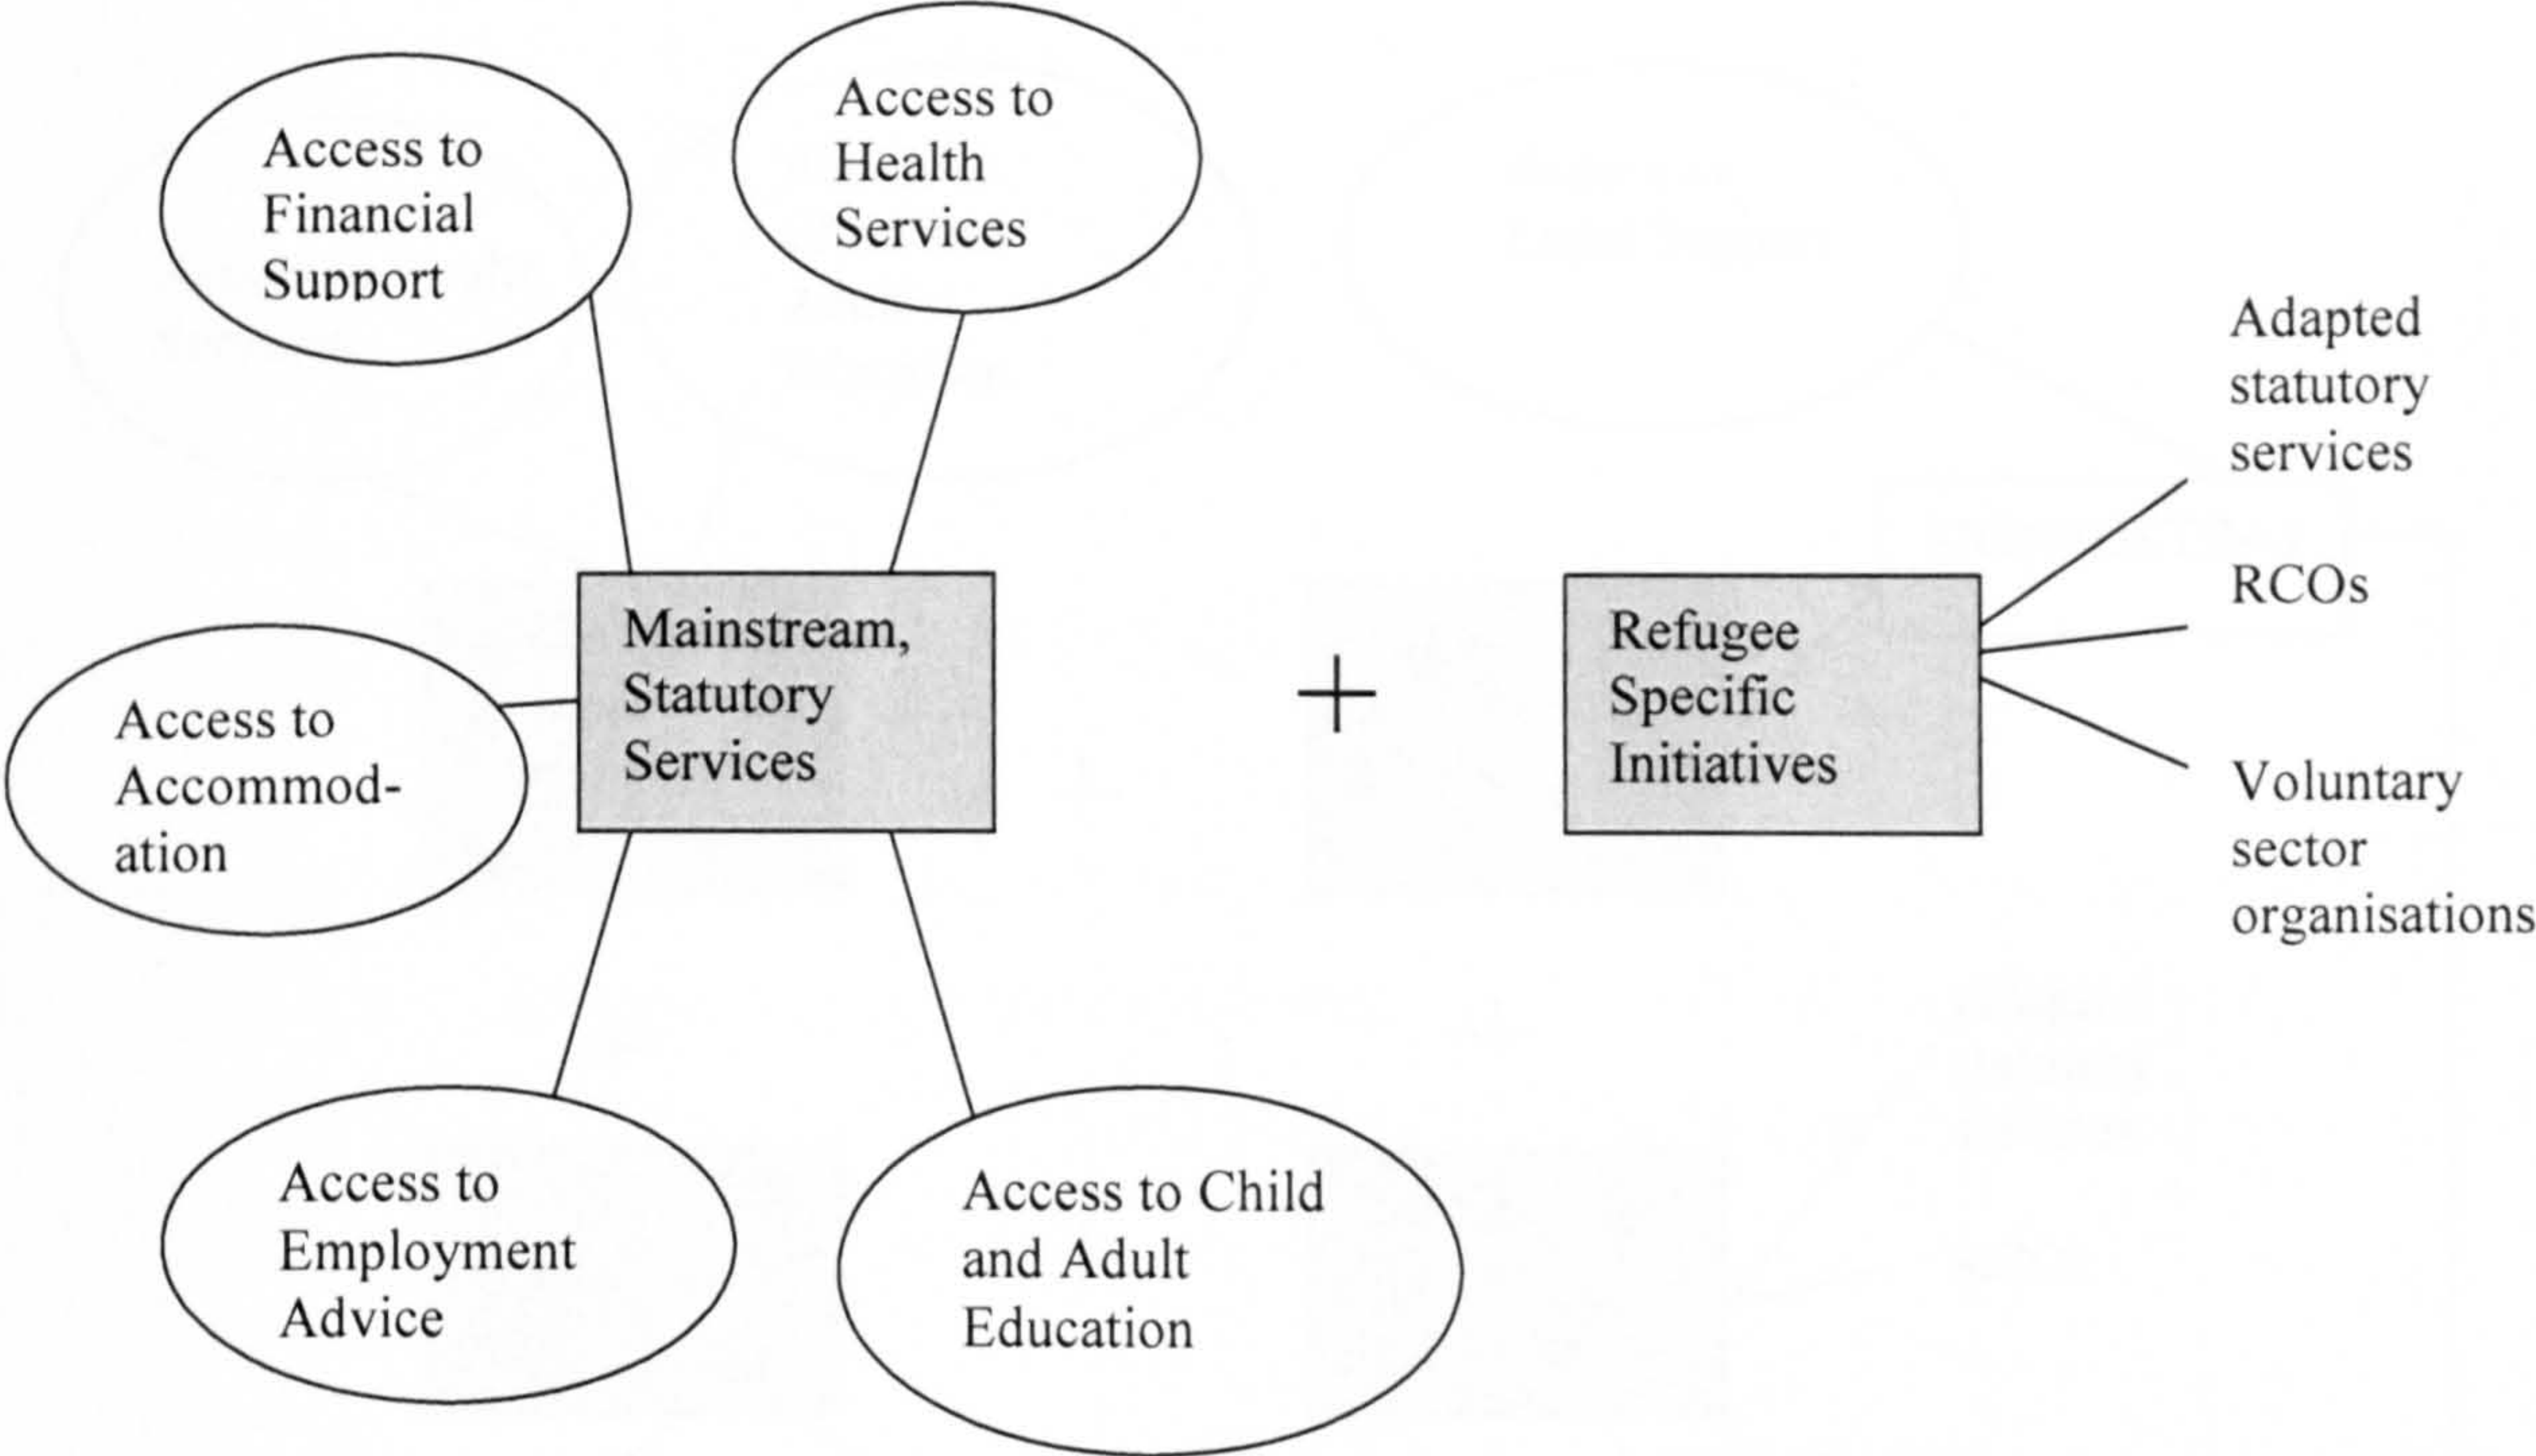 Access to
Financial
Support
Access to
Health
Services
Adapted
statutory
services
RCOs
Mainstream,
Statutory
Services
+
Refugee
Specific
Initiatives
Voluntary
sector
organisations
Access to
Accommod-
ation
Access to
Employment
Advice
Access to Child
and Adult
Education